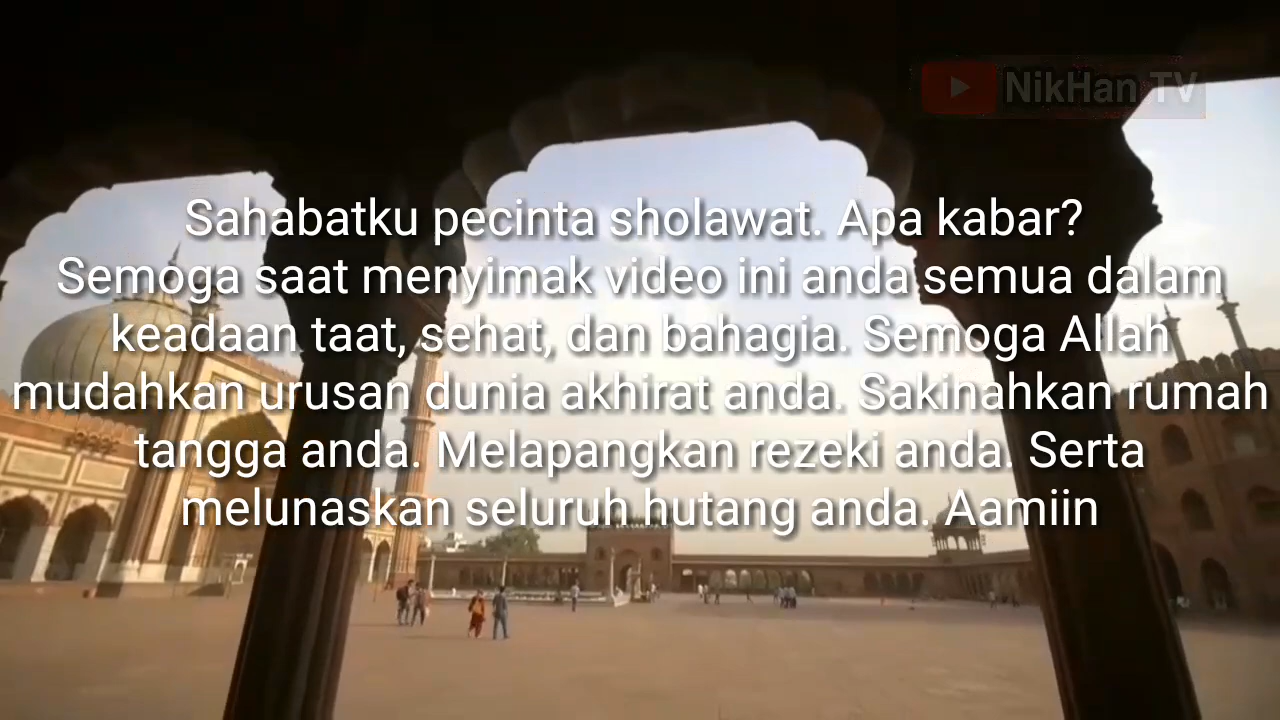 NikHan TV
Sahabatku pecinta sholawat. Apa kabar?
Semoga saat menyimak video ini anda semua dalam
keadaan taat, sehat, dan bahagia. Semoga Allah
mudahkan urusan dunia akhirat anda. Sakinahkan rumah
tangga anda. Melapangkan rezeki anda. Serta
melunaskan seluruh hutang anda. Aamiin